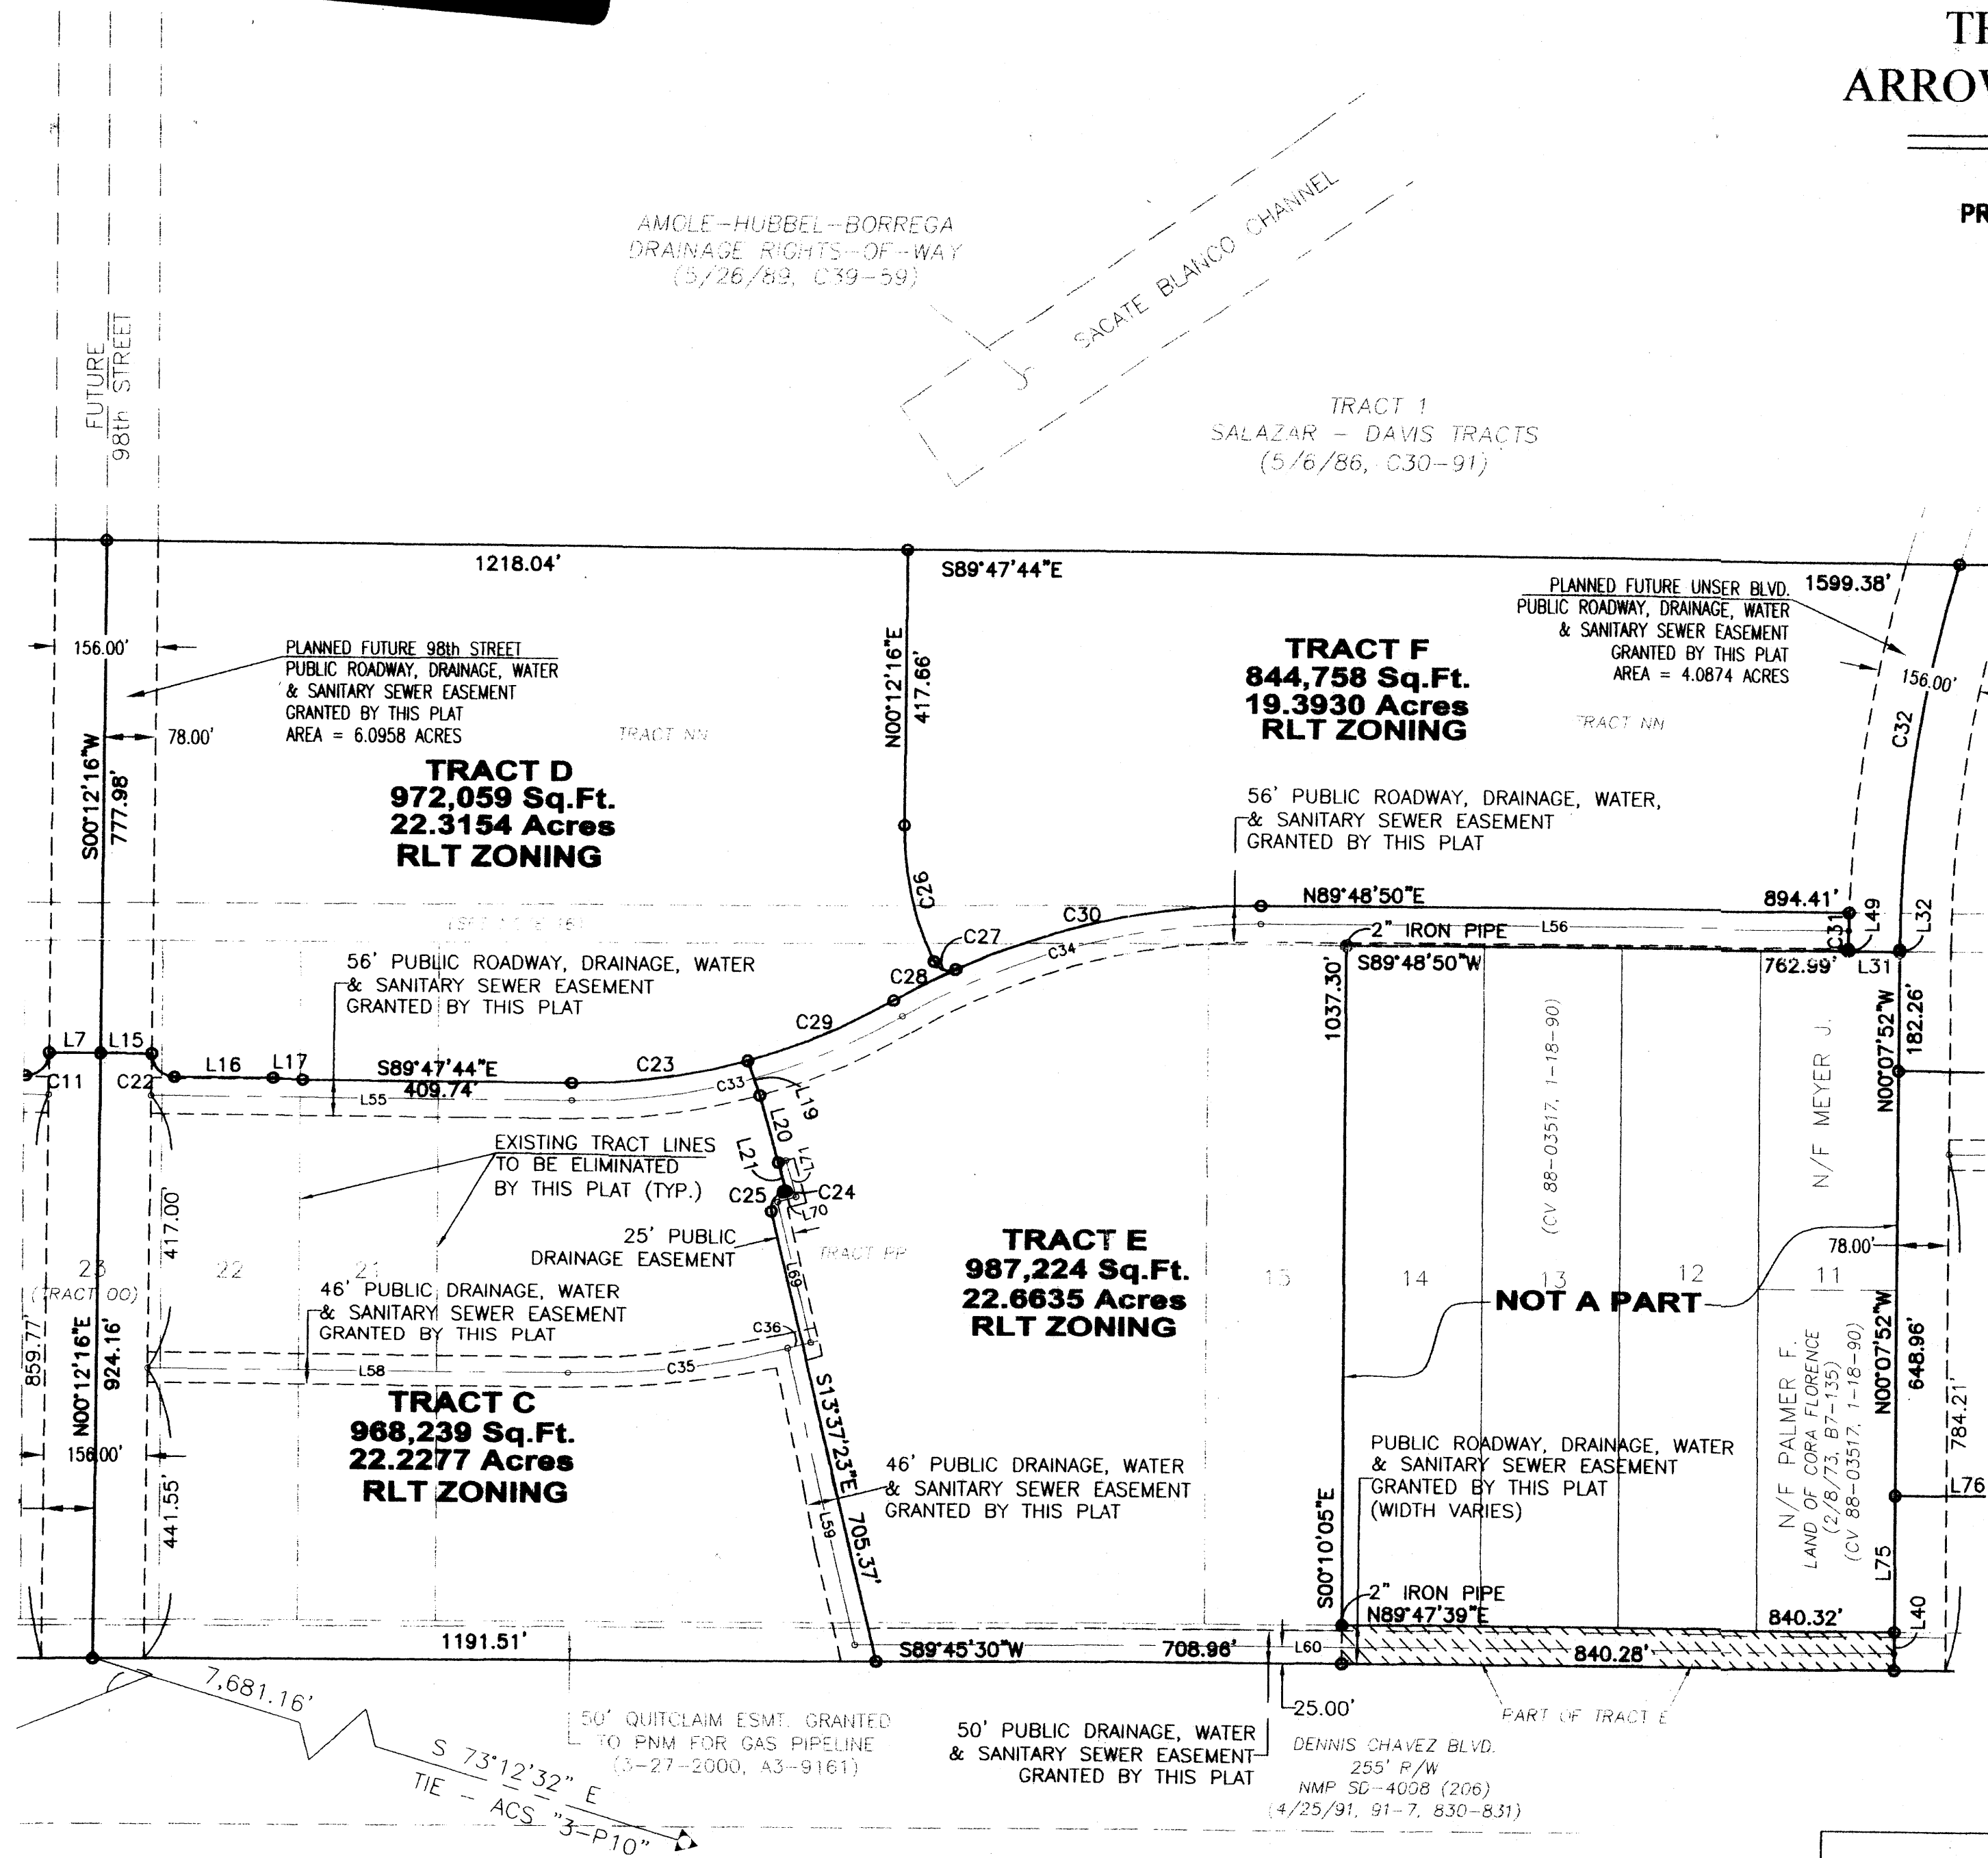 AMOLE-HUBBEL-BORREGA
DRAINAGE RIGHTS-OF-WAY
(5/26/89, C39-59)
SACATE BLANCO CHANNEL
TRACT 1
SALAZAR - DAVIS TRACTS
(5/6/86, C30-91)
FUTURE
98th STREET
1218.04'
S89°47'44"E
1599.38'
PLANNED FUTURE UNSER BLVD.
PUBLIC ROADWAY, DRAINAGE, WATER
& SANITARY SEWER EASEMENT
GRANTED BY THIS PLAT
AREA = 4.0874 ACRES
156.00'
C32
156.00'
PLANNED FUTURE 98th STREET
PUBLIC ROADWAY, DRAINAGE, WATER
& SANITARY SEWER EASEMENT
GRANTED BY THIS PLAT
AREA = 6.0958 ACRES
78.00'
S00°12'16"W
777.98'
TRACT NN
N00°12'16"E
417.66'
TRACT F
844,758 Sq.Ft.
19.3930 Acres
RLT ZONING
TRACT NN
TRACT D
972,059 Sq.Ft.
22.3154 Acres
RLT ZONING
56' PUBLIC ROADWAY, DRAINAGE, WATER,
& SANITARY SEWER EASEMENT
GRANTED BY THIS PLAT
C26
C27
C28
C30
C34
N89°48'50"E
894.41'
2" IRON PIPE
L56
C31
L49
L32
S89°48'50"W
762.99'
L31
56' PUBLIC ROADWAY, DRAINAGE, WATER
& SANITARY SEWER EASEMENT
GRANTED BY THIS PLAT
C29
L7
L15
C11
C22
L16
L17
S89°47'44"E
409.74'
L55
C23
C33
L19
L20
L21
L71
C25
C24
L70
EXISTING TRACT LINES
TO BE ELIMINATED
BY THIS PLAT (TYP.)
25' PUBLIC
DRAINAGE EASEMENT
TRACT PP
L69
1037.30'
(CV 88-03517, 1-18-90)
N/F MEYER J.
N00°07'52"W
182.26'
417.00'
23
(TRACT OO)
22
21
46' PUBLIC DRAINAGE, WATER
& SANITARY SEWER EASEMENT
GRANTED BY THIS PLAT
C36
L58
C35
TRACT E
987,224 Sq.Ft.
22.6635 Acres
RLT ZONING
15
14
13
12
11
78.00'
NOT A PART
859.77'
N00°12'16"E
924.16'
156.00'
441.55'
TRACT C
968,239 Sq.Ft.
22.2277 Acres
RLT ZONING
S13°37'23"E 705.37'
L59
46' PUBLIC DRAINAGE, WATER
& SANITARY SEWER EASEMENT
GRANTED BY THIS PLAT
S00°10'05"E
PUBLIC ROADWAY, DRAINAGE, WATER
& SANITARY SEWER EASEMENT
GRANTED BY THIS PLAT
(WIDTH VARIES)
N/F PALMER F.
LAND OF CORA FLORENCE
(2/8/73, B7-135)
(CV 88-03517, 1-18-90)
N00°07'52"W
648.96'
784.21'
L76
L75
L40
2" IRON PIPE
N89°47'39"E
840.32'
1191.51'
S89°45'30"W
708.96'
L60
840.28'
25.00'
PART OF TRACT E
7,681.16'
S 73°12'32" E
TIE - ACS "3-P10"
50' QUITCLAIM ESMT. GRANTED
TO PNM FOR GAS PIPELINE
(3-27-2000, A3-9161)
50' PUBLIC DRAINAGE, WATER
& SANITARY SEWER EASEMENT
GRANTED BY THIS PLAT
DENNIS CHAVEZ BLVD.
255' R/W
NMP SD-4008 (206)
(4/25/91, 91-7, 830-831)